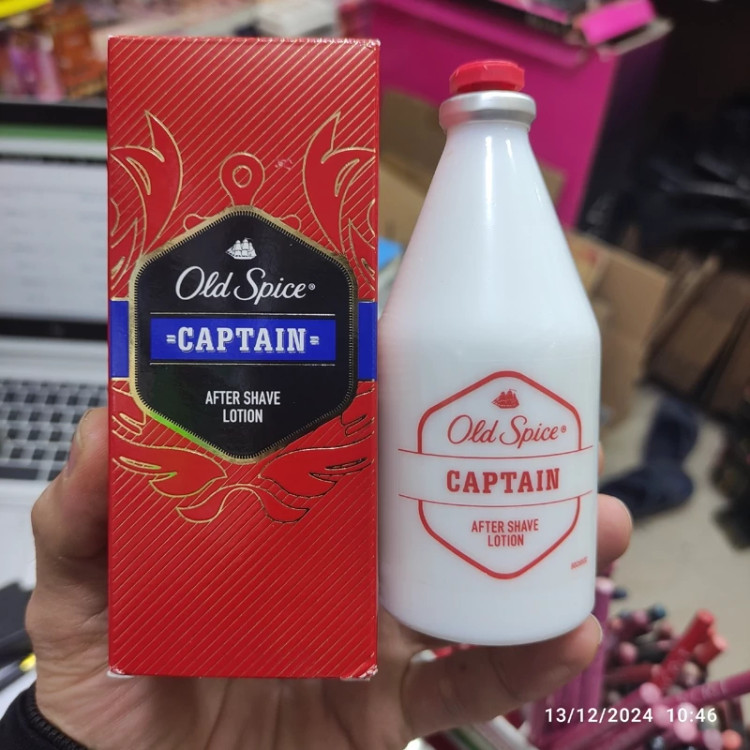 Old Spice®
=CAPTAIN=
AFTER SHAVE
LOTION
Old Spice®
CAPTAIN
AFTER SHAVE
LOTION
13/12/2024 10:46